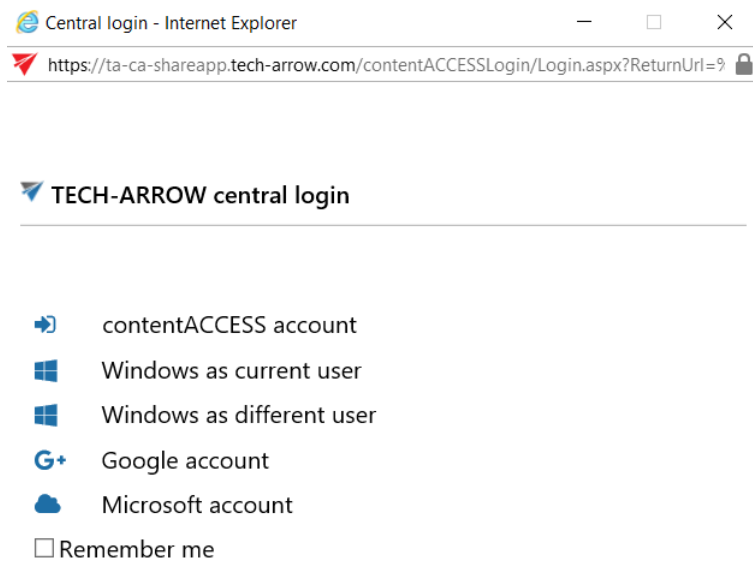 Central login - Internet Explorer
https://ta-ca-shareapp.tech-arrow.com/contentACCESSLogin/Login.aspx?ReturnUrl=%
TECH-ARROW central login
contentACCESS account
Windows as current user
Windows as different user
G+ Google account
Microsoft account
Remember me